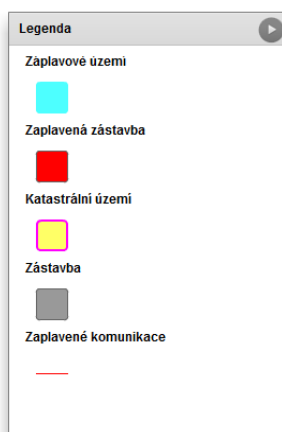 Legenda
Záplavové území
Zaplavená zástavba
Katastrální území
Zástavba
Zaplavené komunikace